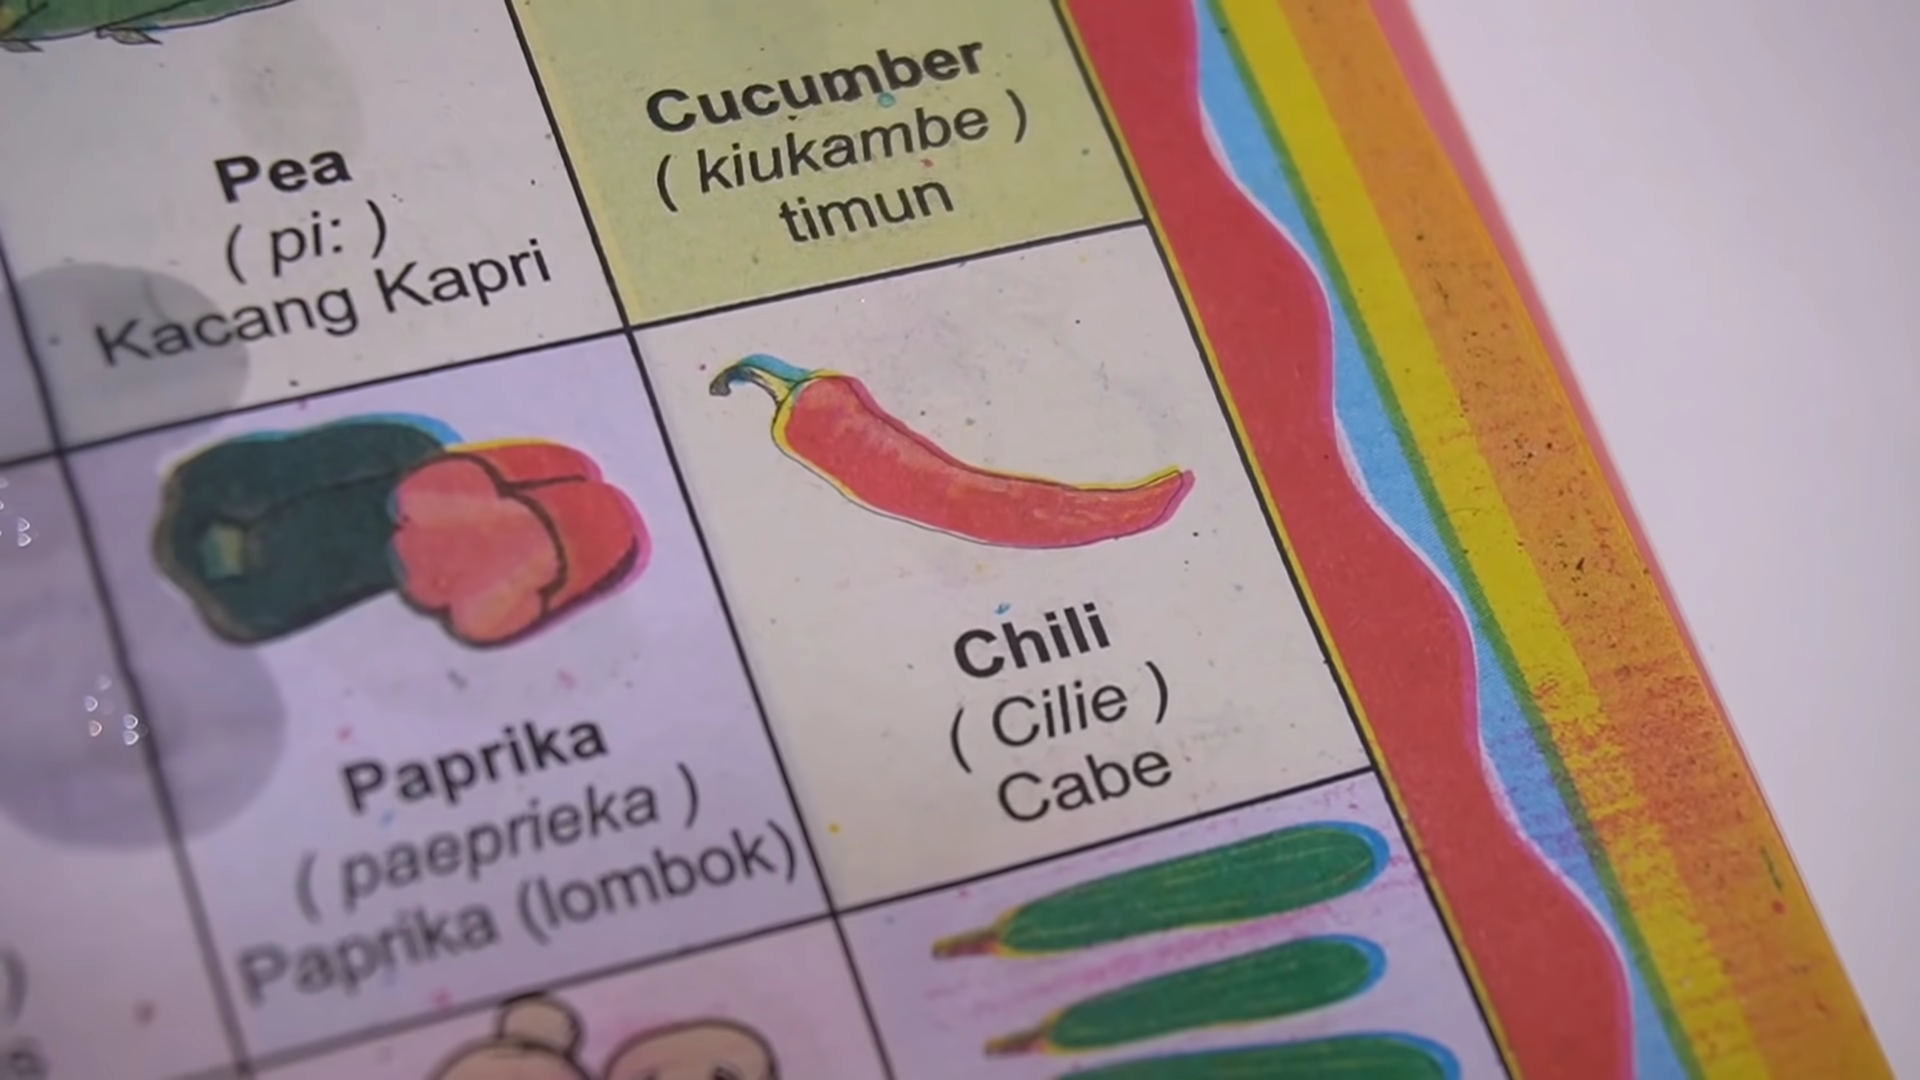 Pea
( pi: )
Kacang Kapri
Cucumber
( kiukambe )
timun
Paprika
( paeprieka )
Paprika (lombok)
Chili
( Cilie )
Cabe